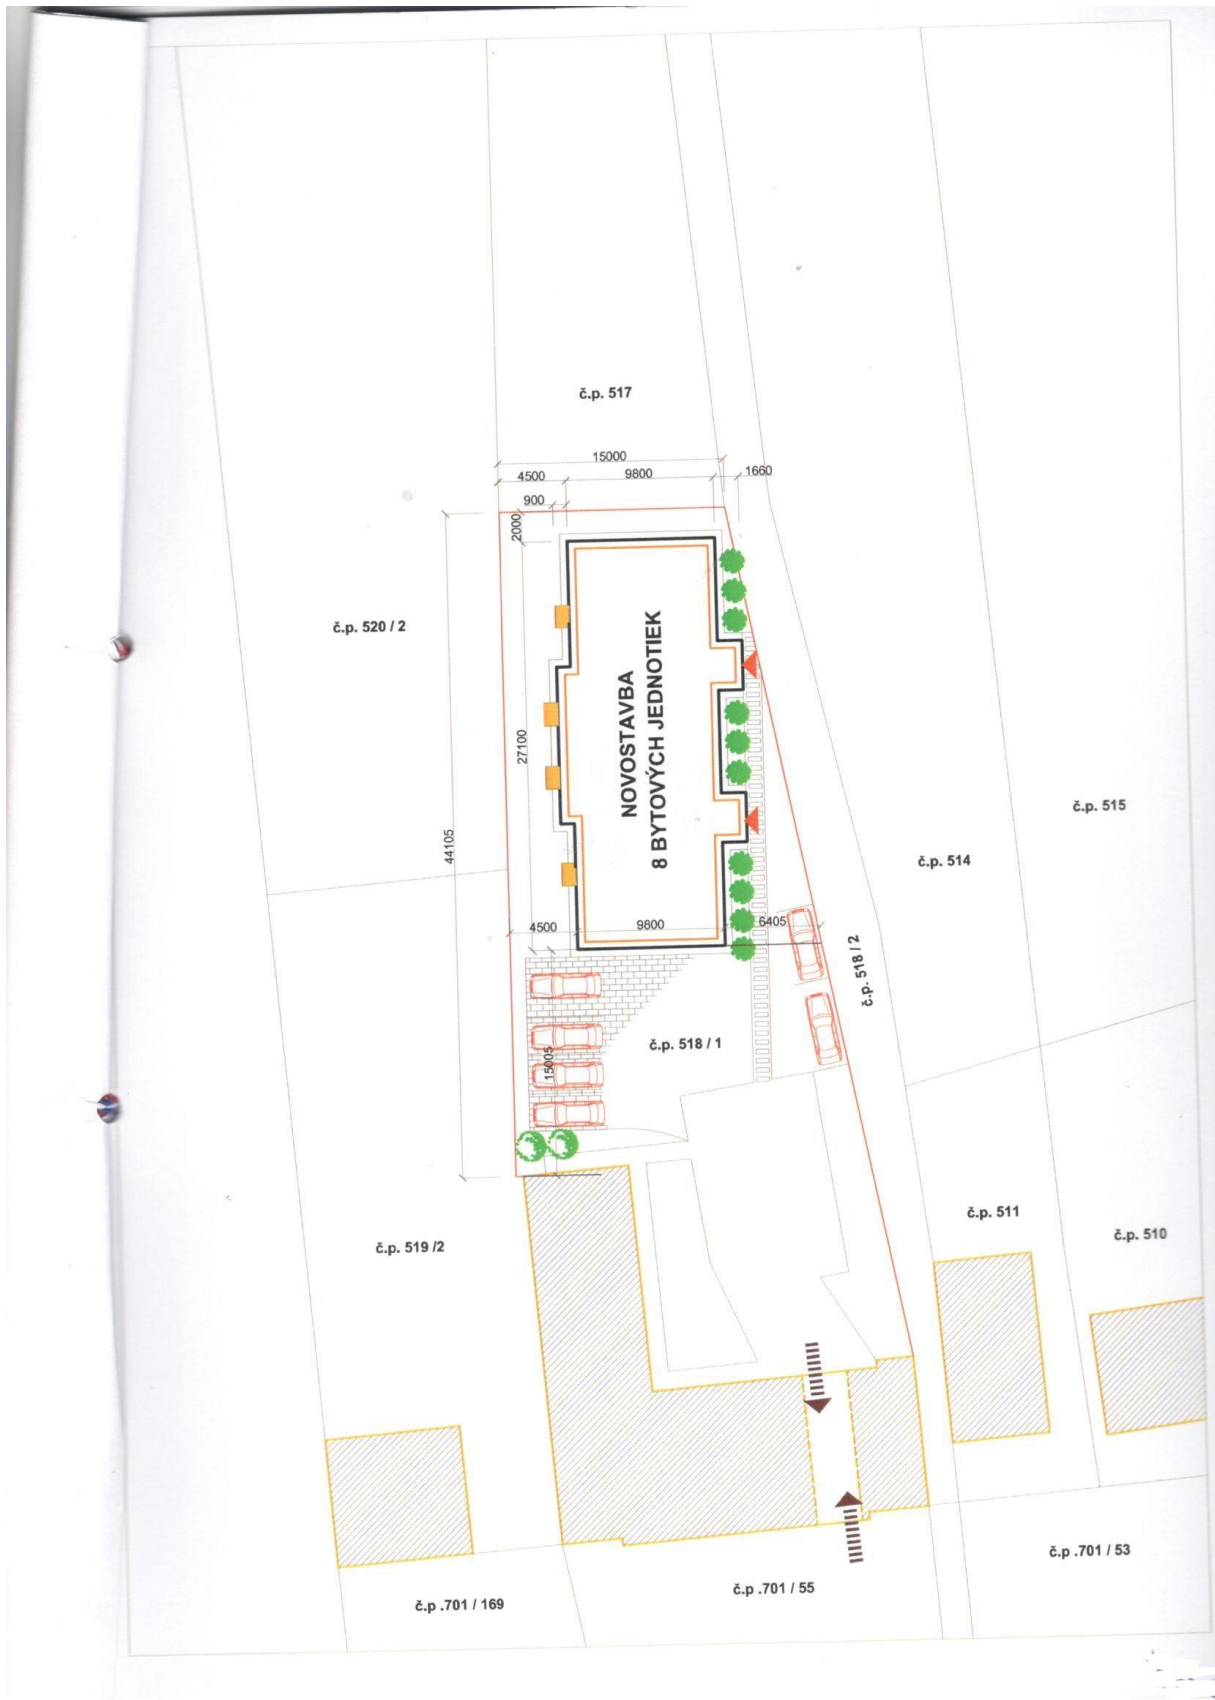 č.p. 517
15000
4500
9800
1660
900
2000
č.p. 520 / 2
NOVOSTAVBA
8 BYTOVÝCH JEDNOTIEK
27100
44105
č.p. 515
č.p. 514
4500
9800
6405
č.p. 518 / 2
č.p. 518 / 1
15005
č.p. 511
č.p. 510
č.p. 519 /2
č.p .701 / 53
č.p .701 / 55
č.p .701 / 169